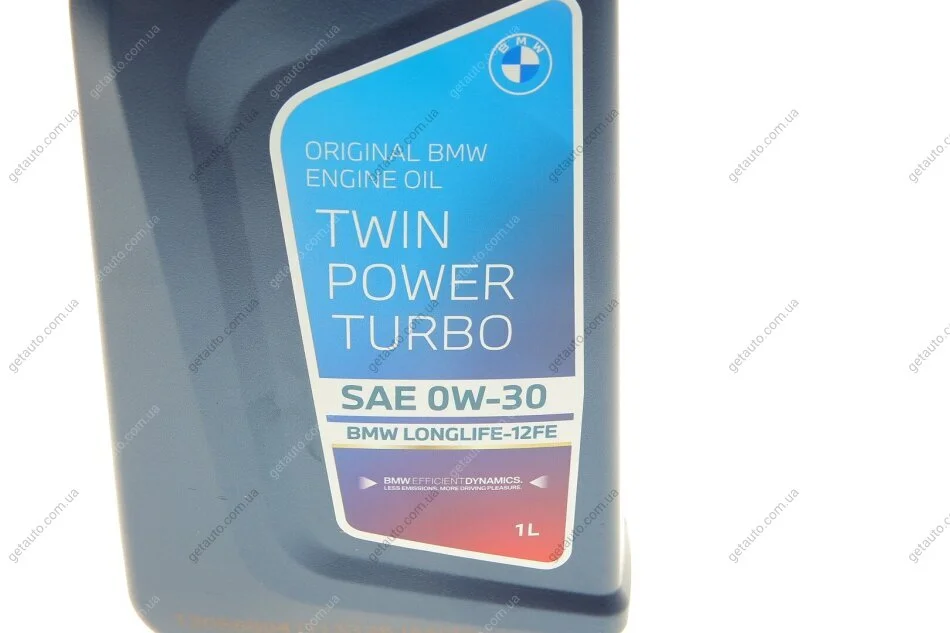 BMW
ORIGINAL BMW
ENGINE OIL
TWIN
POWER
TURBO
SAE 0W-30
BMW LONGLIFE-12FE
BMW EFFICIENTDYNAMICS.
LESS EMISSIONS. MORE DRIVING PLEASURE.
1L
getauto.com.ua